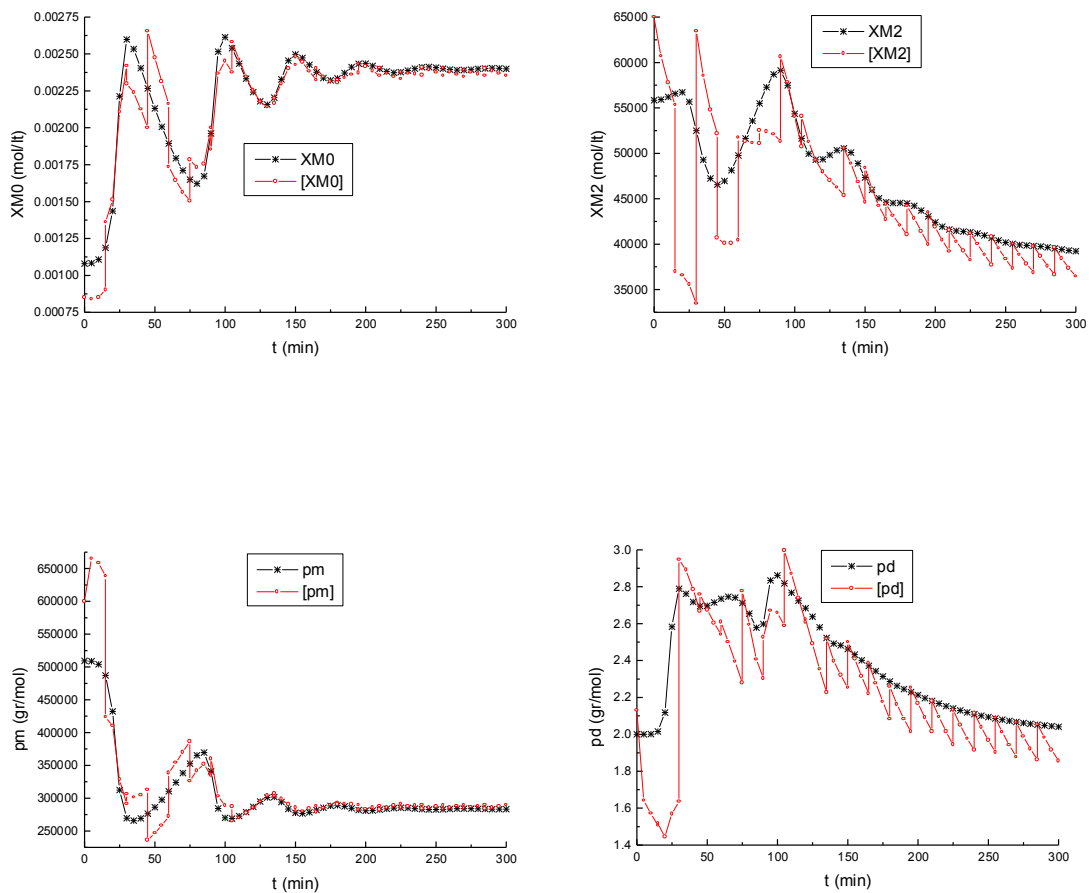 0.00275
0.00250
0.00225
0.00200
0.00175
0.00150
0.00125
0.00100
0.00075
XM0 (mol/lt)
XM0
[XM0]
0 50 100 150 200 250 300
t (min)
65000
60000
55000
50000
45000
40000
35000
XM2 (mol/lt)
XM2
[XM2]
0 50 100 150 200 250 300
t (min)
650000
600000
550000
500000
450000
400000
350000
300000
250000
pm (gr/mol)
pm
[pm]
0 50 100 150 200 250 300
t (min)
3.0
2.8
2.6
2.4
2.2
2.0
1.8
1.6
1.4
pd (gr/mol)
pd
[pd]
0 50 100 150 200 250 300
t (min)